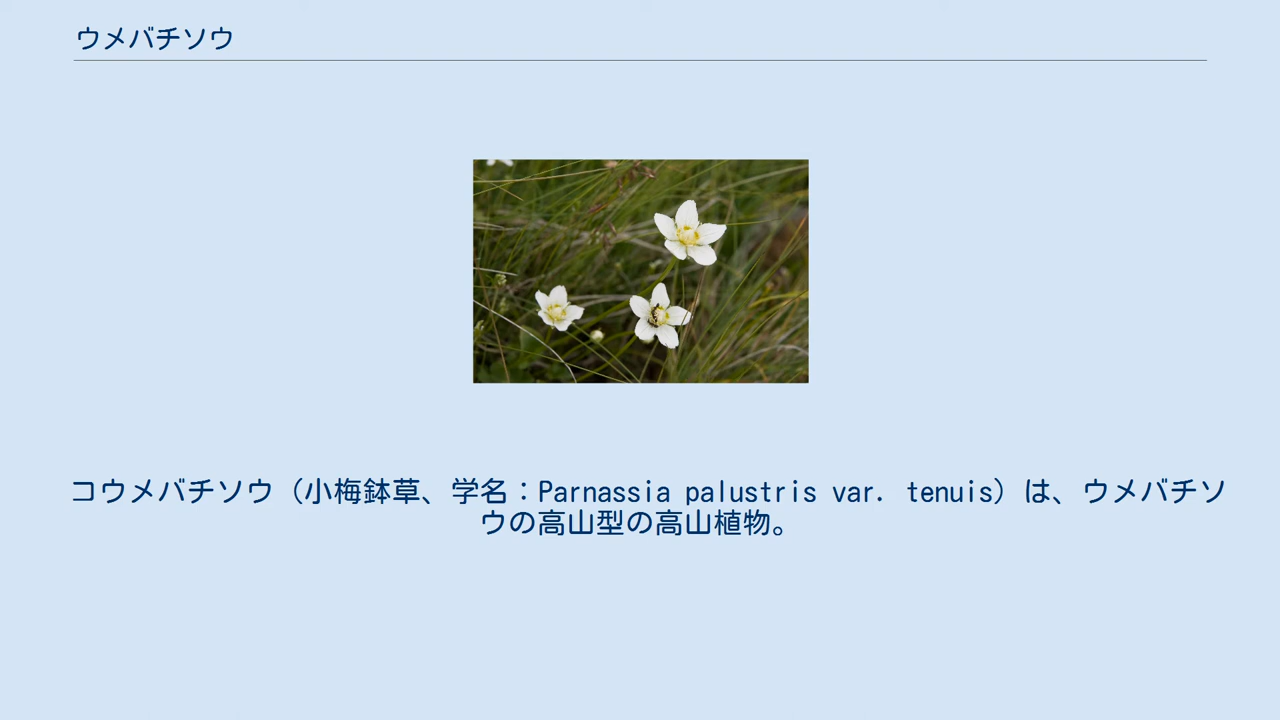 ウメバチソウ
コウメバチソウ（小梅鉢草、学名：Parnassia palustris var. tenuis）は、ウメバチソ
ウの高山型の高山植物。